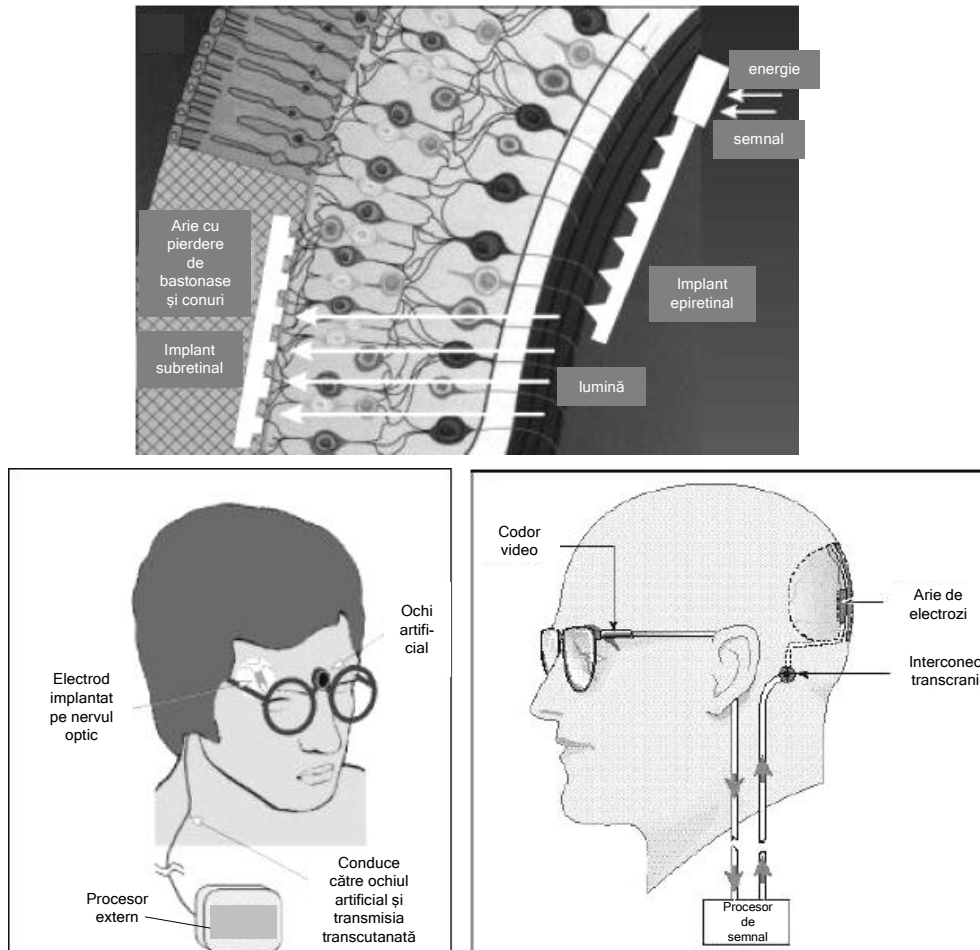 energie
semnal
Arie cu
pierdere
de
bastonase
și conuri
Implant
epiretinal
Implant
subretinal
lumină
Ochi
artifi-
cial
Electrod
implantat
pe nervul
optic
Conduce
către ochiul
artificial și
transmisia
transcutanată
Procesor
extern
Codor
video
Arie de
electrozi
Interconec
transcrani
Procesor
de
semnal